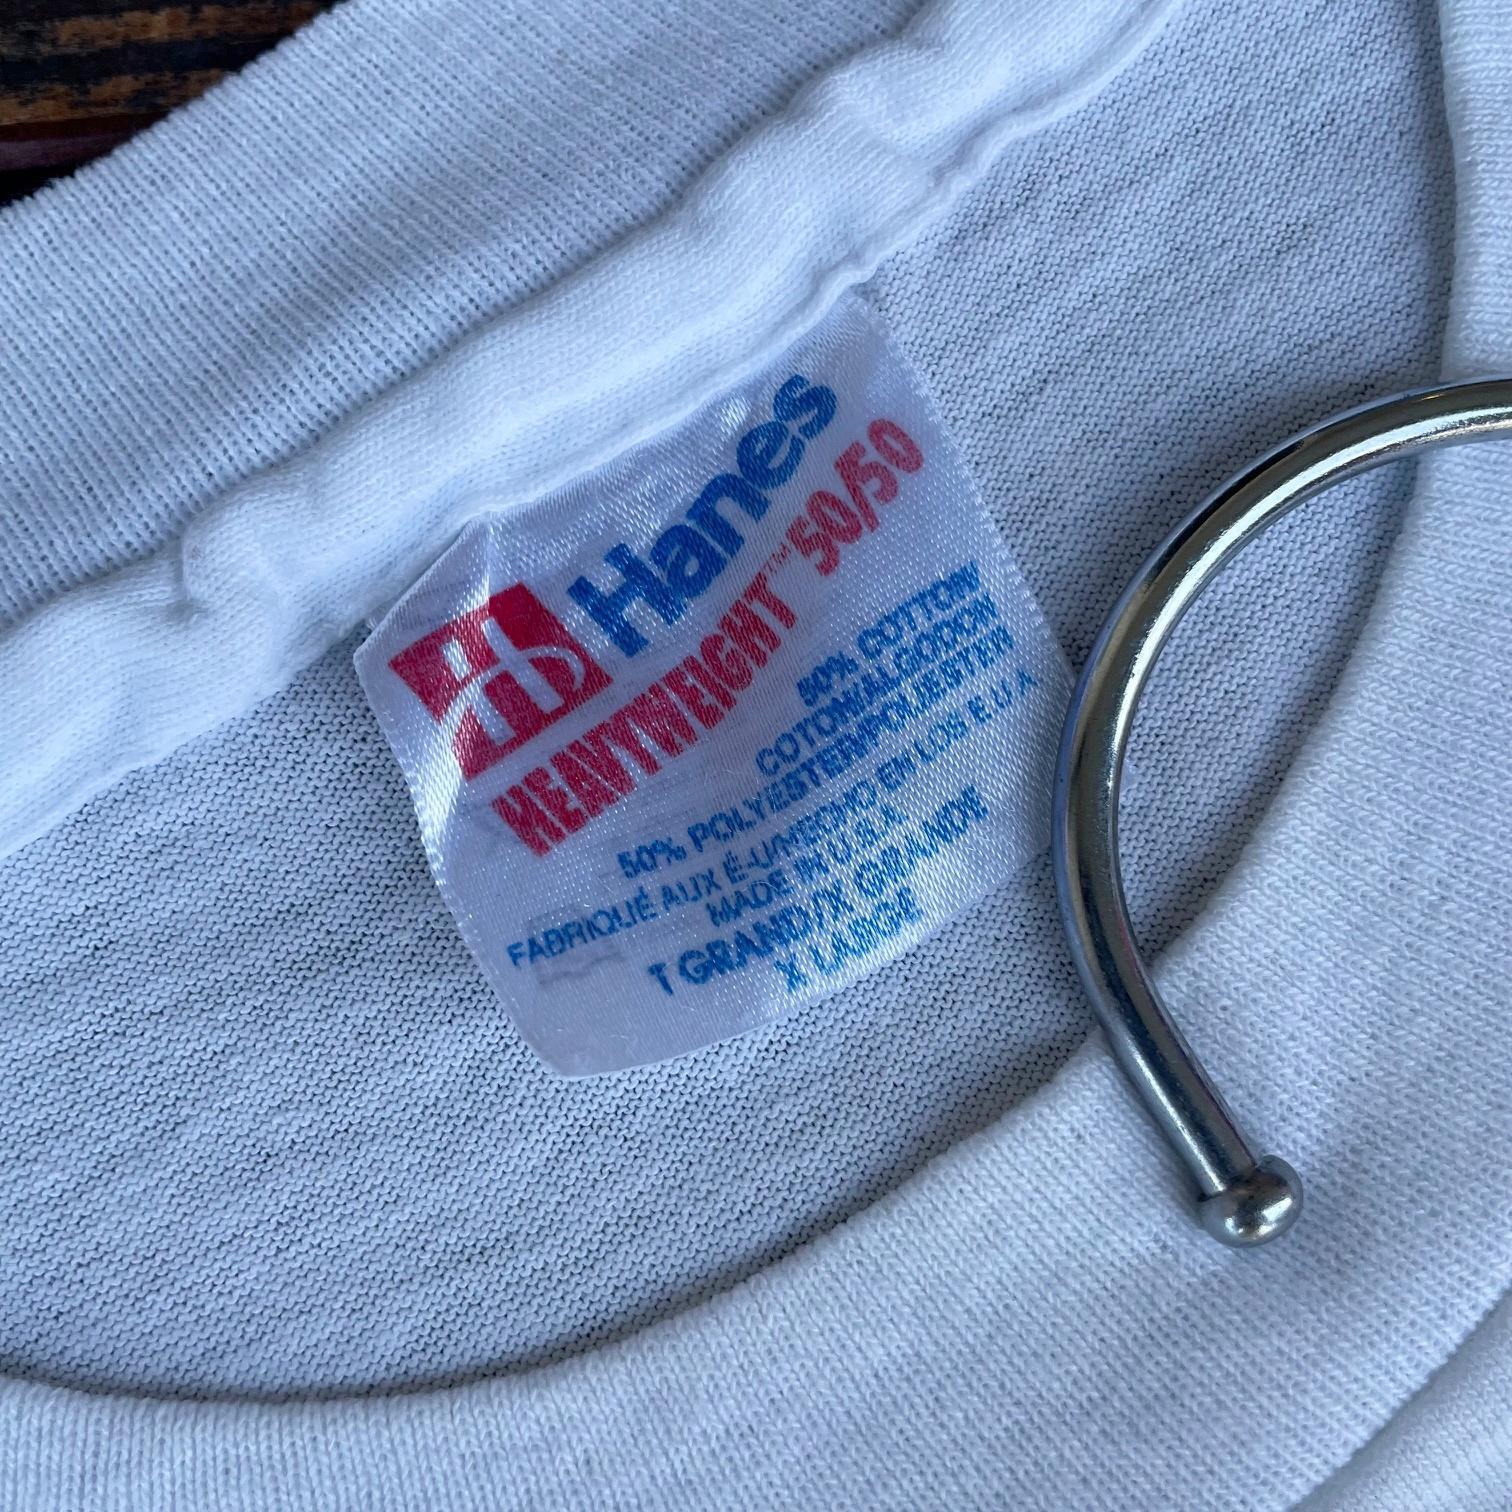 Hanes
HEAVYWEIGHT™ 50/50
50% COTTON
COTON/ALGODON
50% POLYESTER/POLIESTER
FABRIQUÉ AUX É-U/HECHO EN LOS E U A
MADE IN U.S.A.
T GRAND/X GRANDE
X LARGE